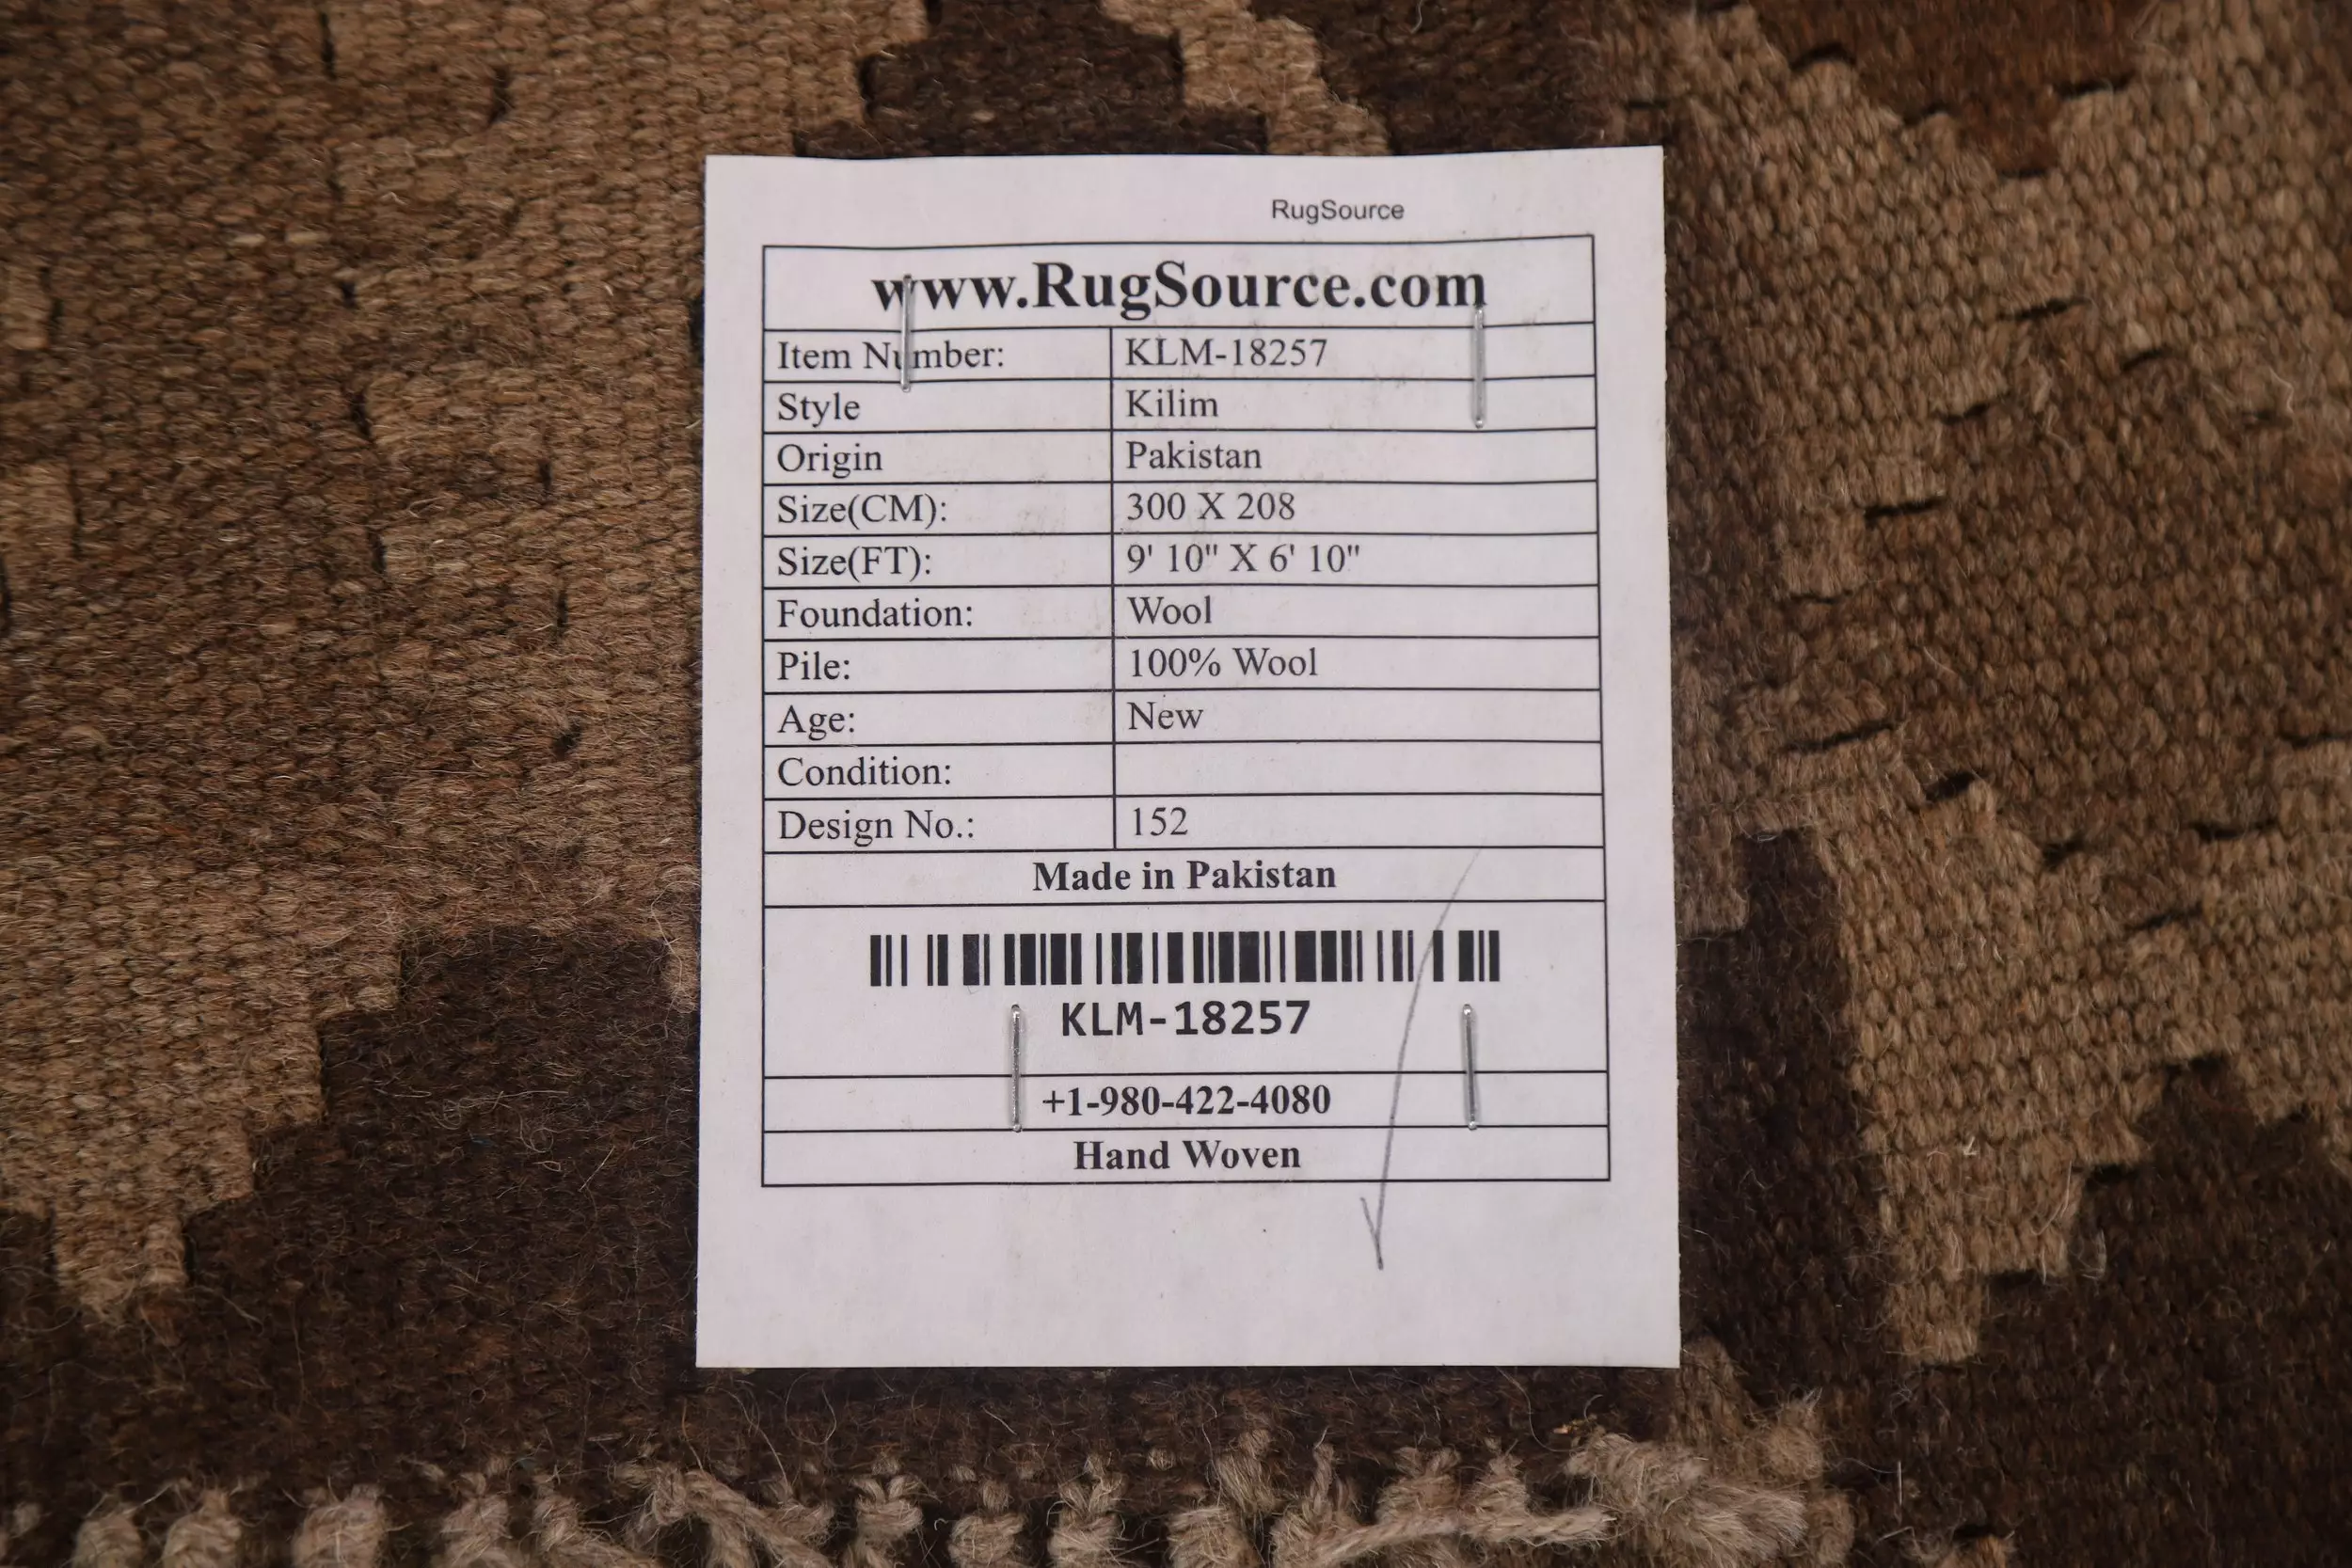 RugSource
www.RugSource.com
Item Number: KLM-18257
Style Kilim
Origin Pakistan
Size(CM): 300 X 208
Size(FT): 9' 10" X 6' 10"
Foundation: Wool
Pile: 100% Wool
Age: New
Condition:
Design No.: 152
Made in Pakistan
KLM-18257
+1-980-422-4080
Hand Woven